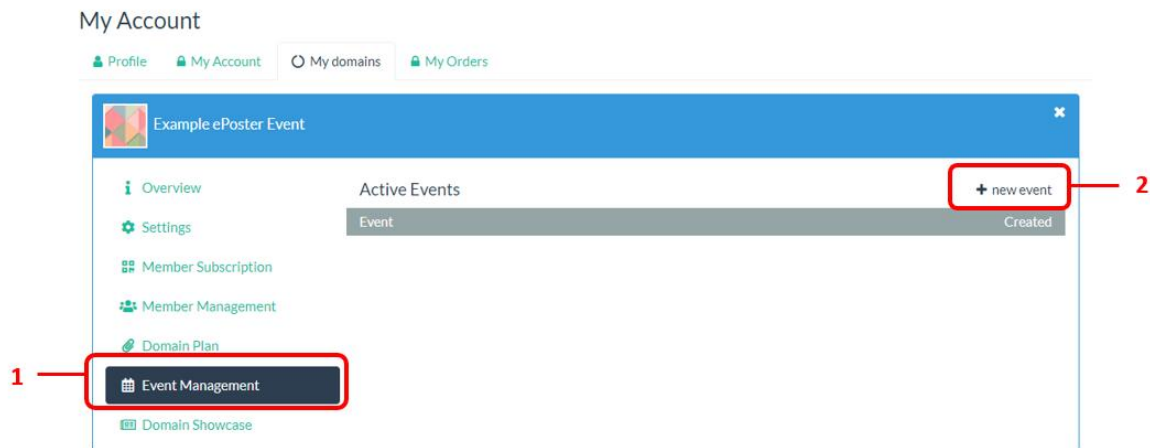 My Account
Profile My Account My domains My Orders
Example ePoster Event
Overview
Settings
Member Subscription
Member Management
Domain Plan
Event Management
Domain Showcase
Active Events
+ new event
Event Created
1
2